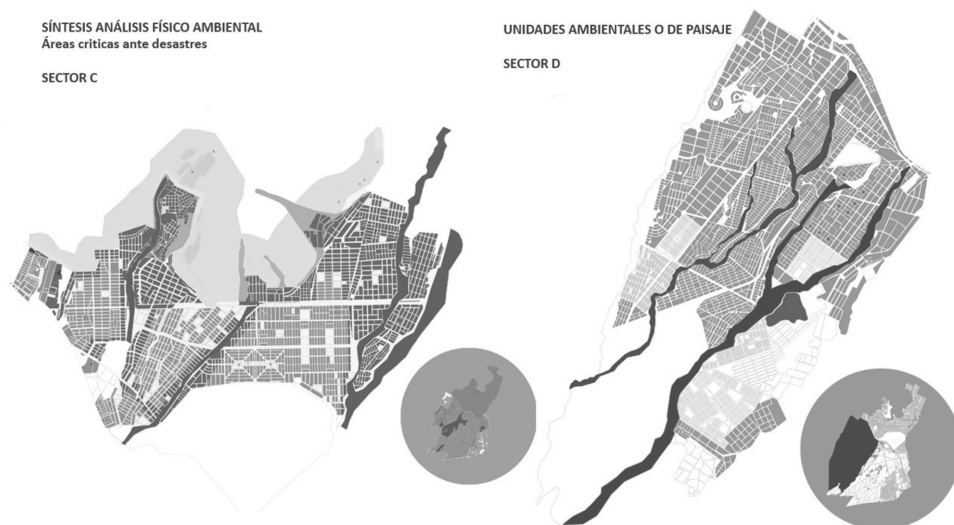 SÍNTESIS ANÁLISIS FÍSICO AMBIENTAL
Áreas criticas ante desastres
SECTOR C
UNIDADES AMBIENTALES O DE PAISAJE
SECTOR D